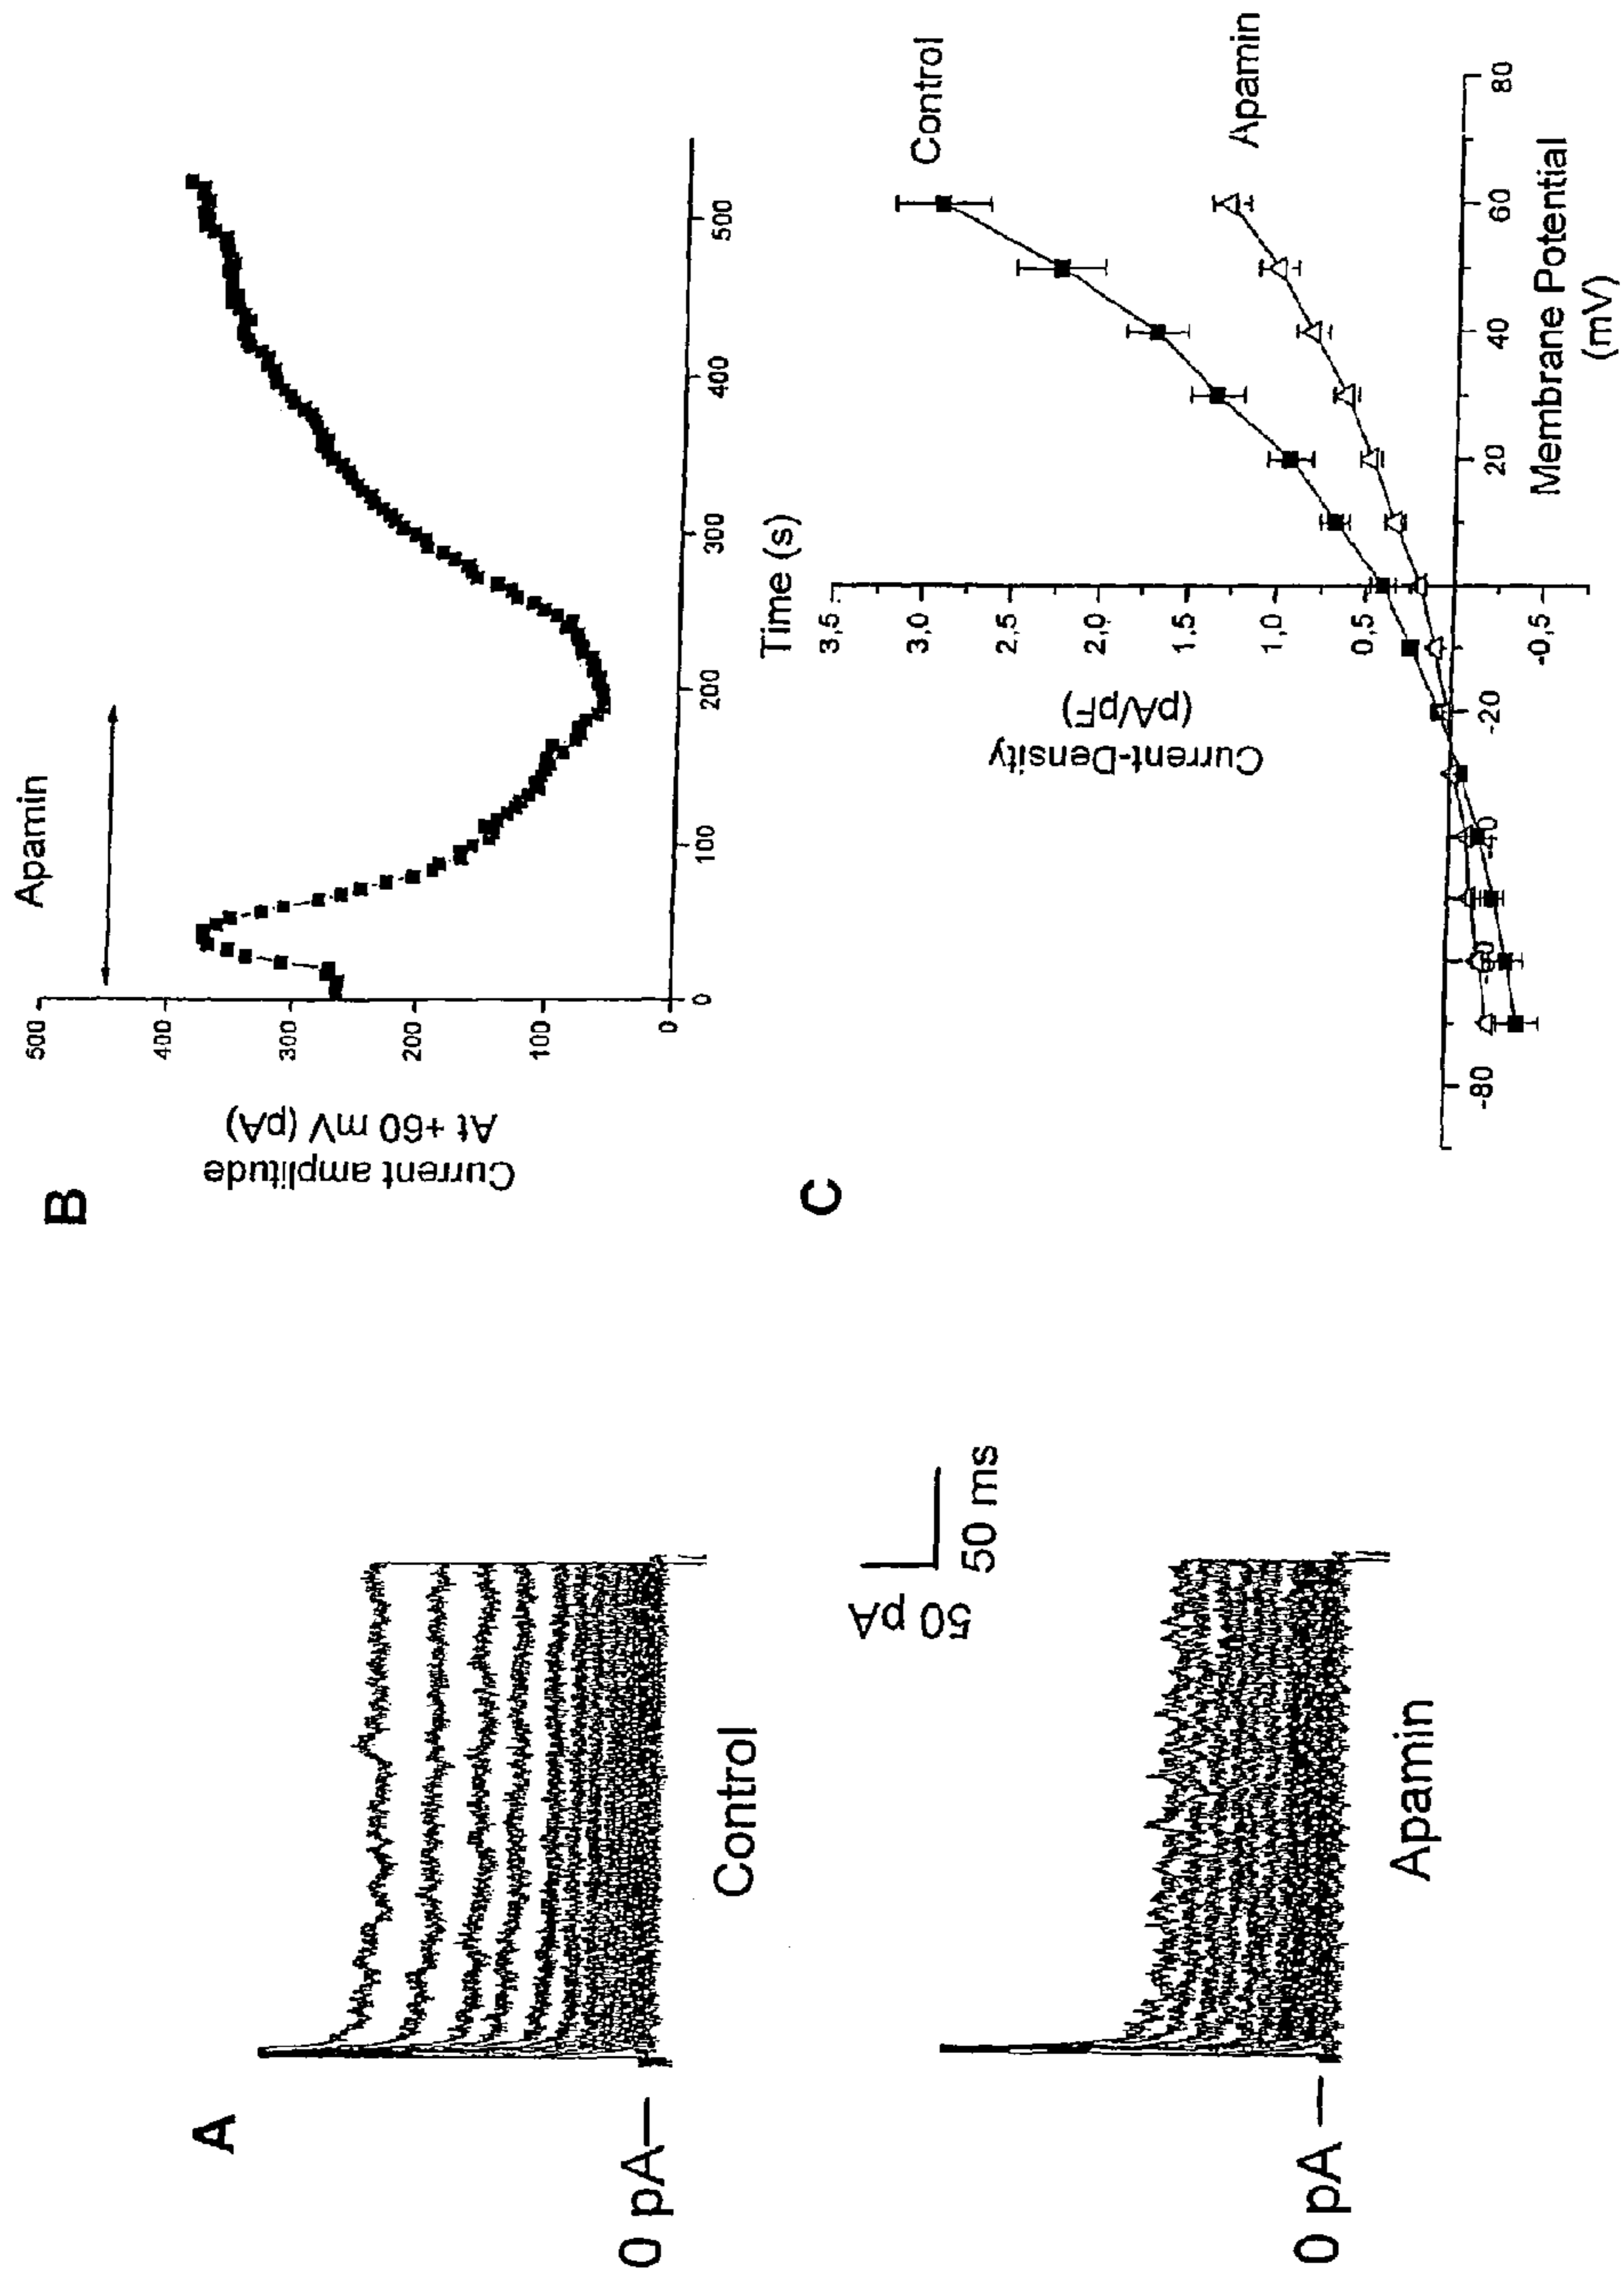 A
0 pA
Control
50 pA
50 ms
0 pA
Apamin
B
Apamin
Current amplitude
At +60 mV (pA)
500
400
300
200
100
0
0
100
200
300
400
500
Time (s)
C
Current-Density
(pA/pF)
3,5
3,0
2,5
2,0
1,5
1,0
0,5
-0,5
-80
-20
20
40
60
80
Control
Apamin
Membrane Potential
(mV)